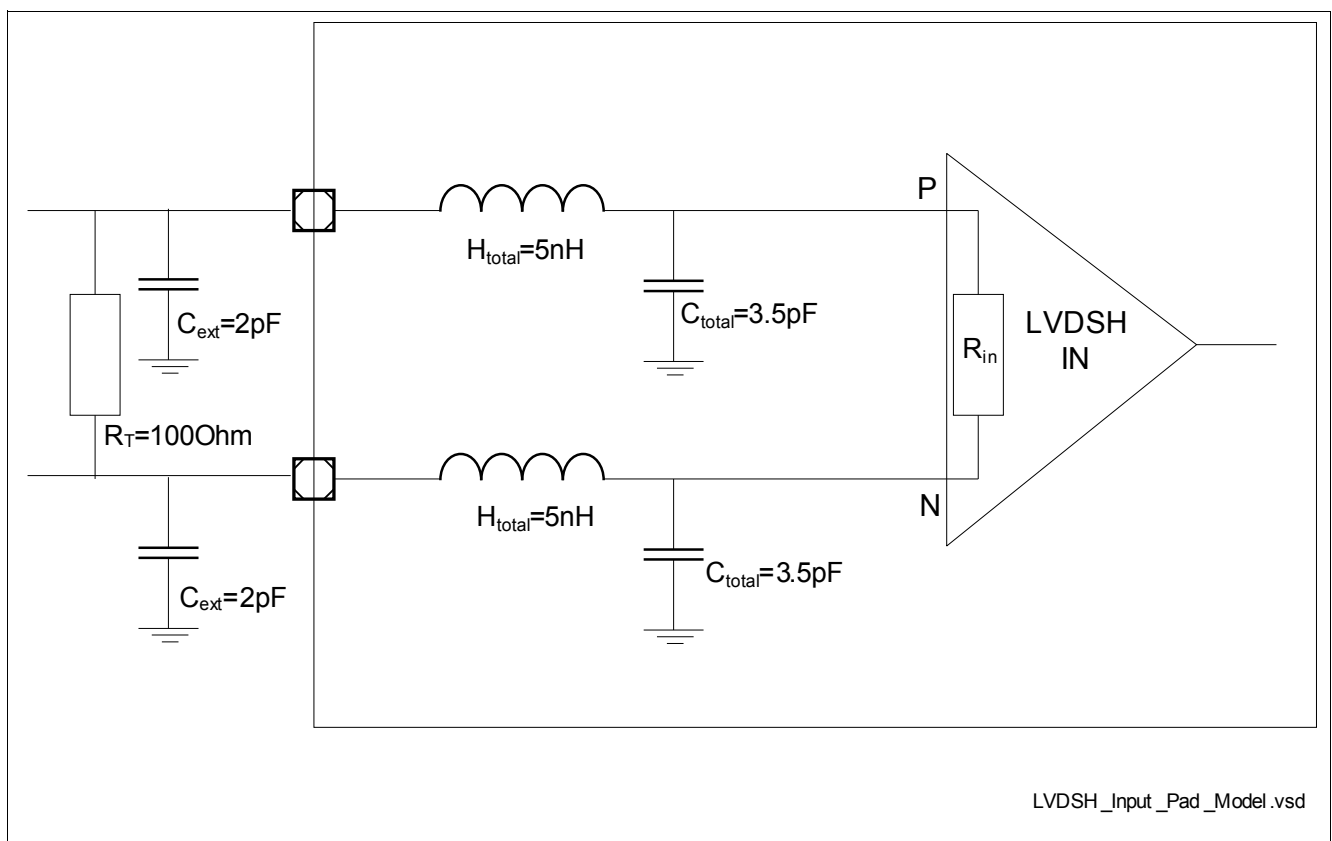 P
H_total=5nH
C_ext=2pF
C_total=3.5pF
R_in
LVDSH
IN
R_T=100Ohm
H_total=5nH
N
C_ext=2pF
C_total=3.5pF
LVDSH_Input_Pad_Model.vsd